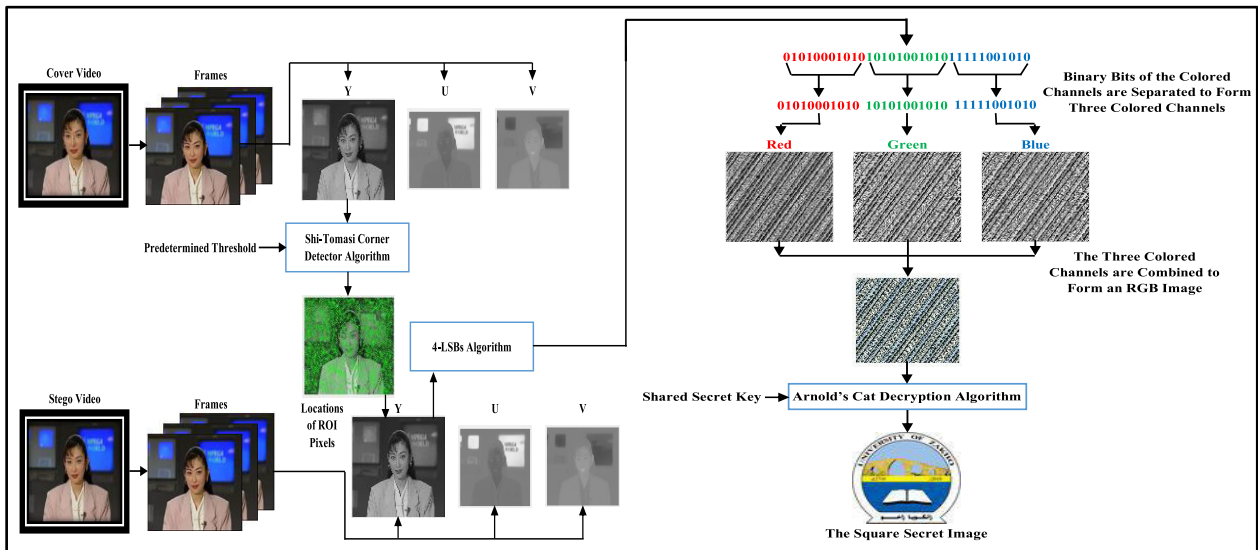 Cover Video
Frames
Y
U
V
Predetermined Threshold
Shi-Tomasi Corner
Detector Algorithm
4-LSBs Algorithm
Locations
of ROI
Pixels
Stego Video
Frames
Y
U
V
010100010101010100101011111001010
Binary Bits of the Colored
Channels are Separated to Form
Three Colored Channels
01010001010 10101001010 11111001010
Red
Green
Blue
The Three Colored
Channels are Combined to
Form an RGB Image
Shared Secret Key
Arnold's Cat Decryption Algorithm
UNIVERSITY OF ZAKHO
The Square Secret Image